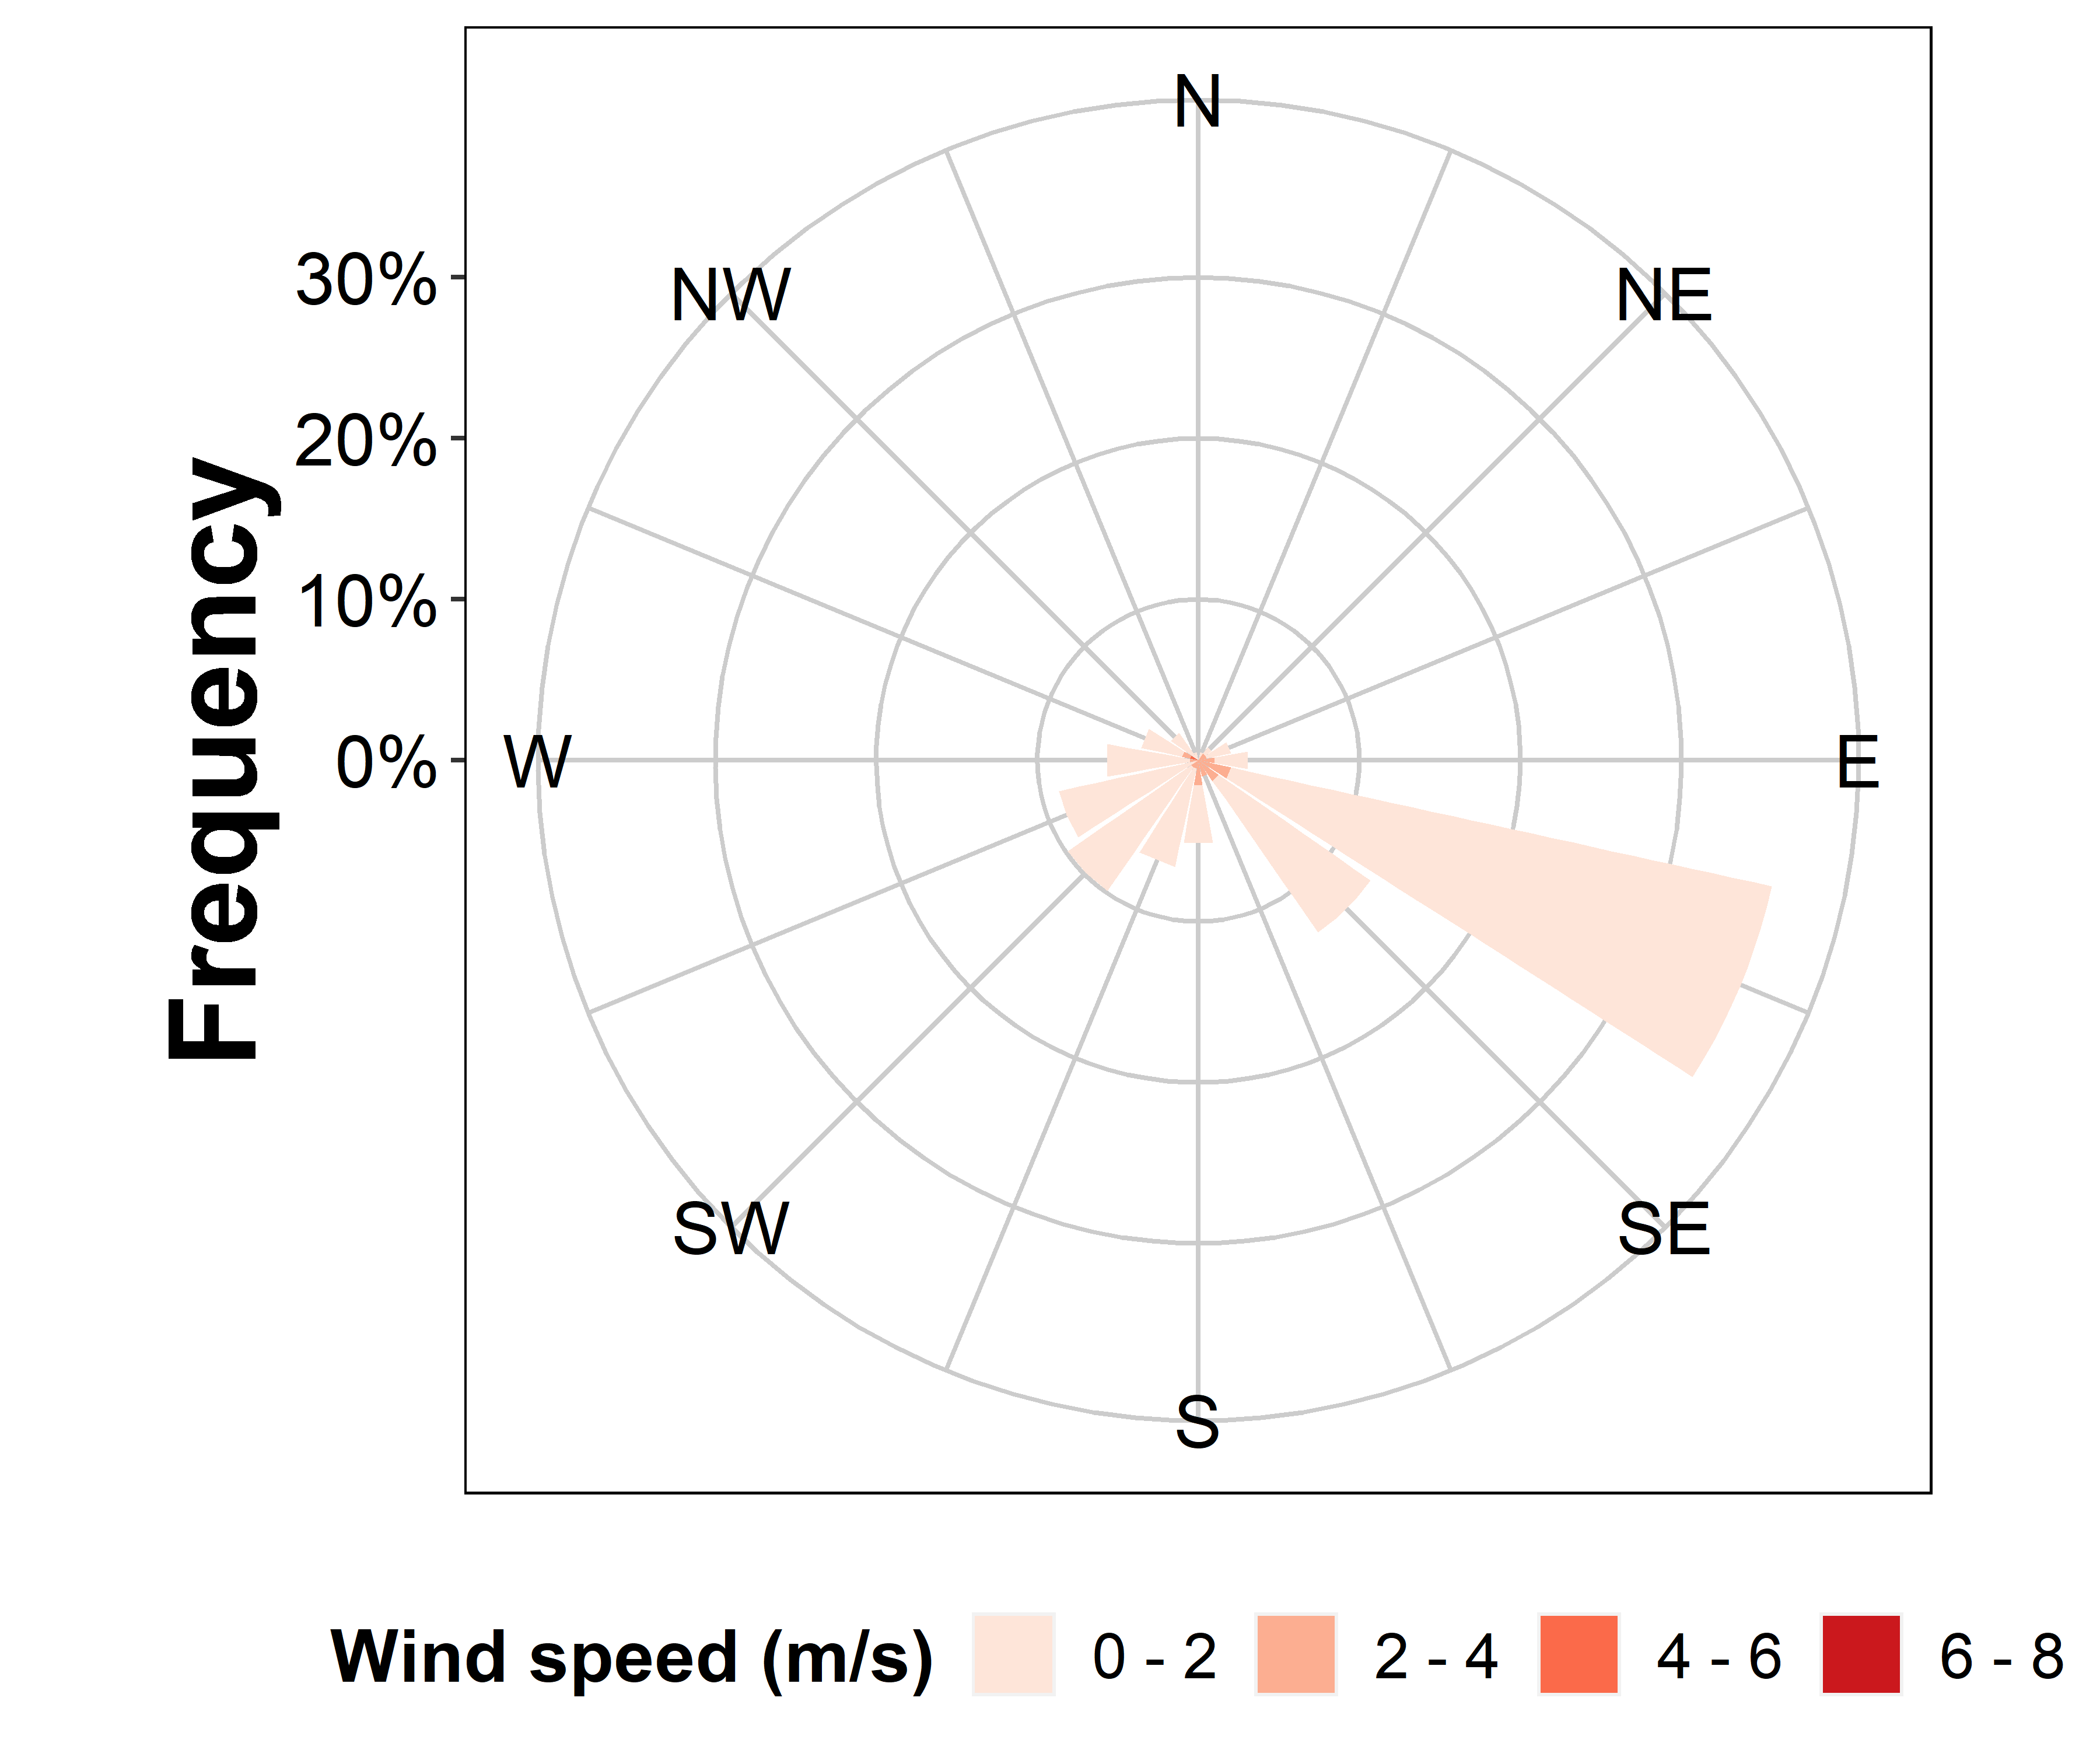 N
NW
NE
30%
20%
10%
0%
Frequency
W
E
SW
SE
S
Wind speed (m/s)
0 - 2
2 - 4
4 - 6
6 - 8